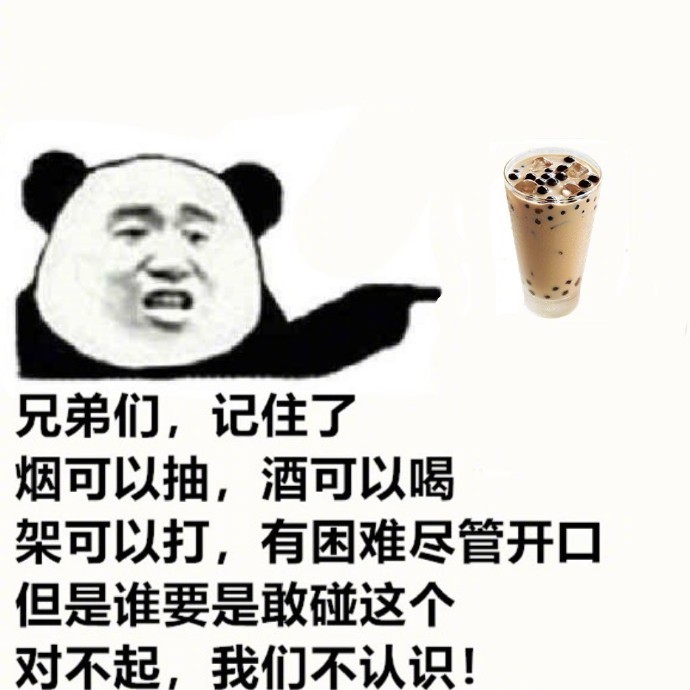 兄弟们，记住了
烟可以抽，酒可以喝
架可以打，有困难尽管开口
但是谁要是敢碰这个
对不起，我们不认识！